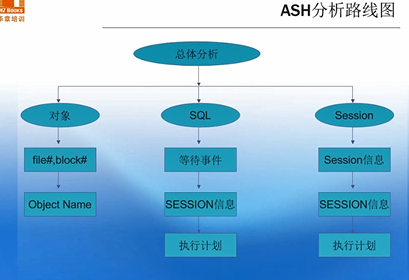 HZ Books
华章培训
ASH分析路线图
总体分析
对象
SQL
Session
file#,block#
等待事件
Session信息
Object Name
SESSION信息
SESSION信息
执行计划
执行计划